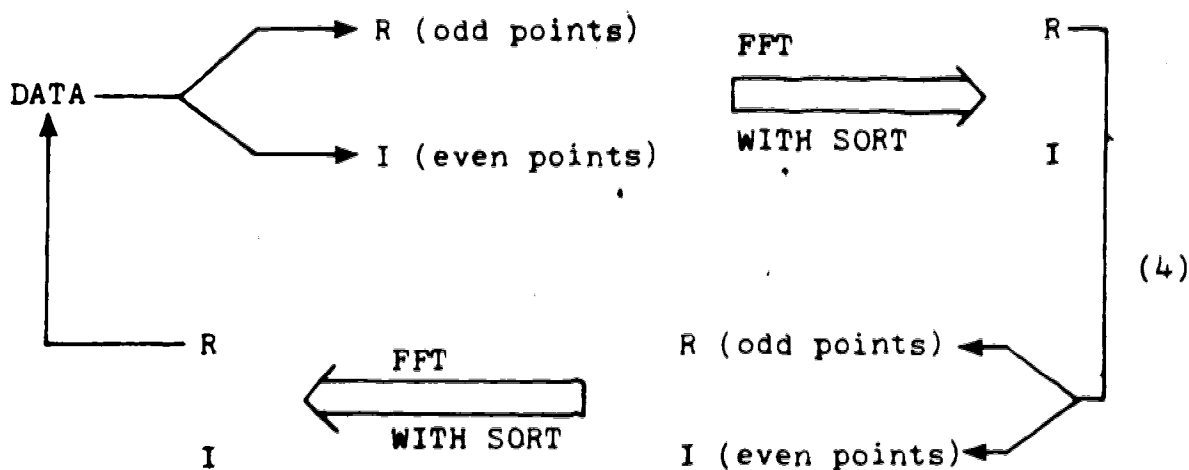 R (odd points)
FFT
R
DATA
I (even points)
WITH SORT
I
(4)
R
R (odd points)
FFT
WITH SORT
I
I (even points)